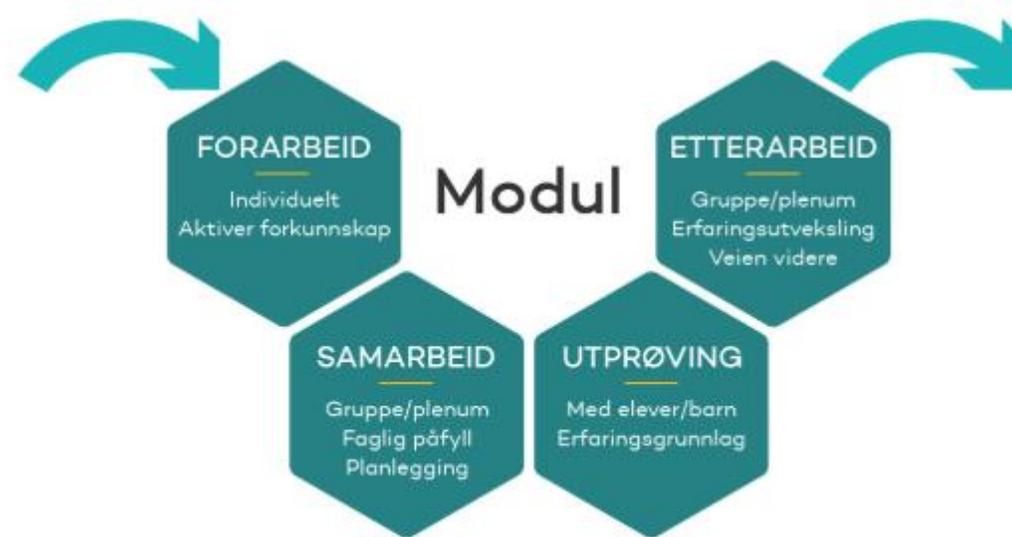 FORARBEID
Individuelt
Aktiver forkunnskap
Modul
SAMARBEID
Gruppe/plenum
Faglig påfyll
Planlegging
UTPRØVING
Med elever/barn
Erfaringsgrunnlag
ETTERARBEID
Gruppe/plenum
Erfaringsutveksling
Veien videre